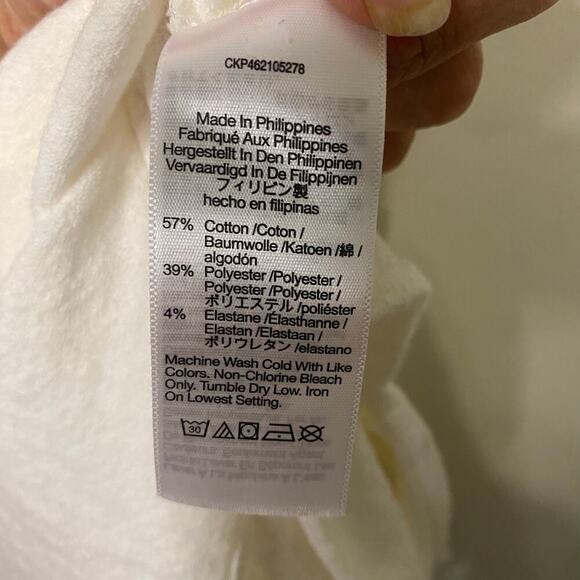 CKP462105278
Made In Philippines
Fabriqué Aux Philippines
Hergestellt In Den Philippinen
Vervaardigd In De Filippijnen
フィリピン製
hecho en filipinas
57% Cotton /Coton /
Baumwolle /Katoen /綿 /
algodón
39% Polyester /Polyester /
Polyester /Polyester /
ポリエステル /poliéster
4% Elastane /Élasthanne /
Elastan /Elastaan /
ポリウレタン /elastano
Machine Wash Cold With Like
Colors. Non-Chlorine Bleach
Only. Tumble Dry Low. Iron
On Lowest Setting.
30